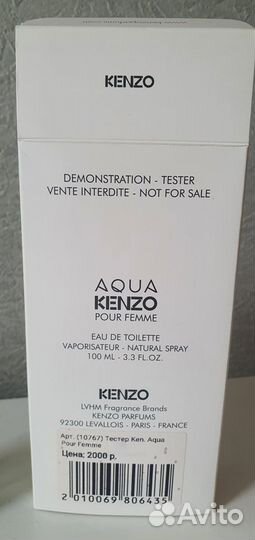 KENZO
DEMONSTRATION - TESTER
VENTE INTERDITE - NOT FOR SALE
AQUA
KENZO
POUR FEMME
EAU DE TOILETTE
VAPORISATEUR - NATURAL SPRAY
100 ML - 3.3 FL.OZ.
KENZO
LVHM Fragrance Brands
KENZO PARFUMS
92300 LEVALLOIS - PARIS - FRANCE
Арт. (10767) Тестер Ken. Aqua
Pour Femme
Цена: 2000 р.
2 010069 806435
Avito